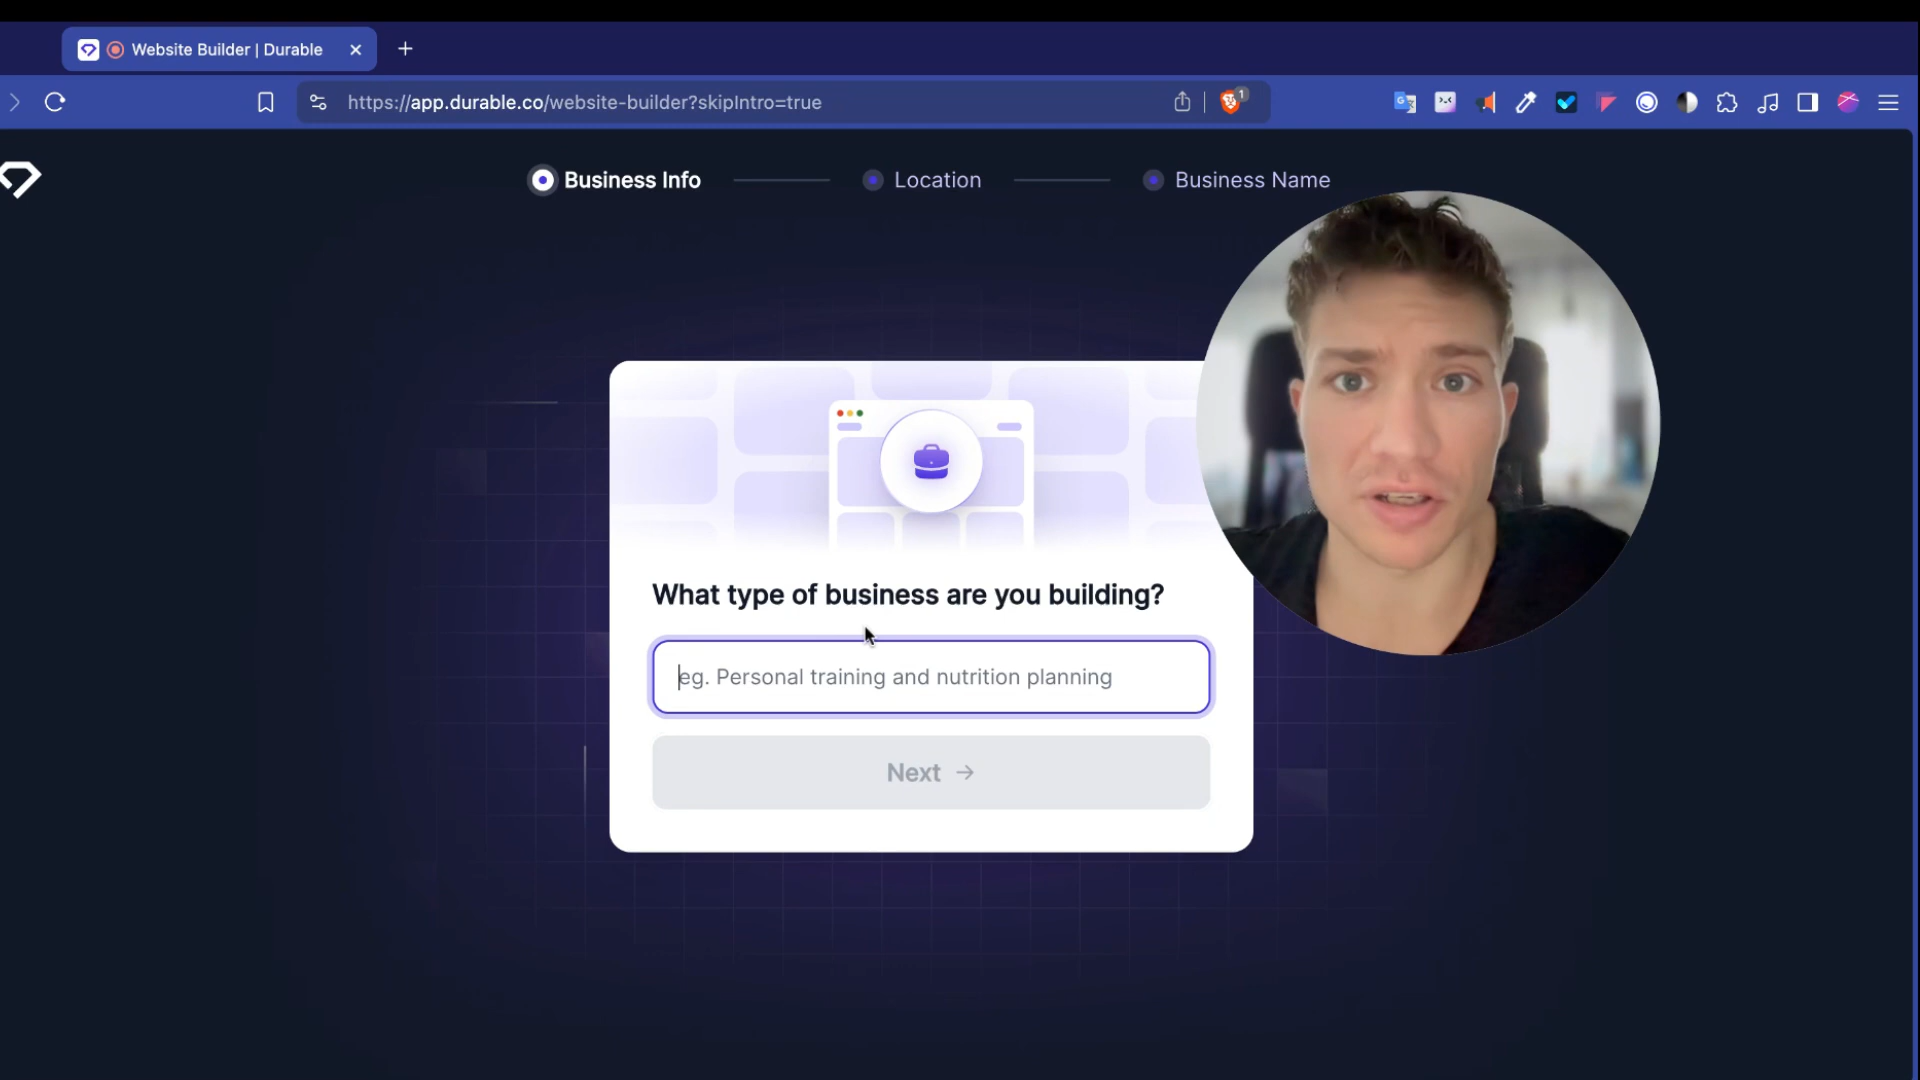 Website Builder | Durable
https://app.durable.co/website-builder?skipIntro=true
1
Business Info
Location
Business Name
What type of business are you building?
eg. Personal training and nutrition planning
Next →